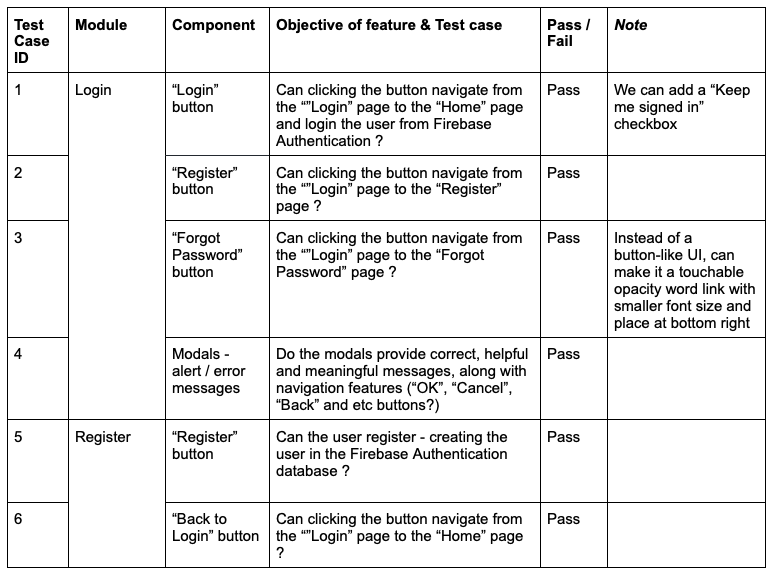 Test Case ID Module Component Objective of feature & Test case Pass / Fail Note
1 Login “Login” button Can clicking the button navigate from the “”Login” page to the “Home” page and login the user from Firebase Authentication ? Pass We can add a “Keep me signed in” checkbox
2 “Register” button Can clicking the button navigate from the “”Login” page to the “Register” page ? Pass
3 “Forgot Password” button Can clicking the button navigate from the “”Login” page to the “Forgot Password” page ? Pass Instead of a button-like UI, can make it a touchable opacity word link with smaller font size and place at bottom right
4 Modals - alert / error messages Do the modals provide correct, helpful and meaningful messages, along with navigation features (“OK”, “Cancel”, “Back” and etc buttons?) Pass
5 Register “Register” button Can the user register - creating the user in the Firebase Authentication database ? Pass
6 “Back to Login” button Can clicking the button navigate from the “”Login” page to the “Home” page ? Pass